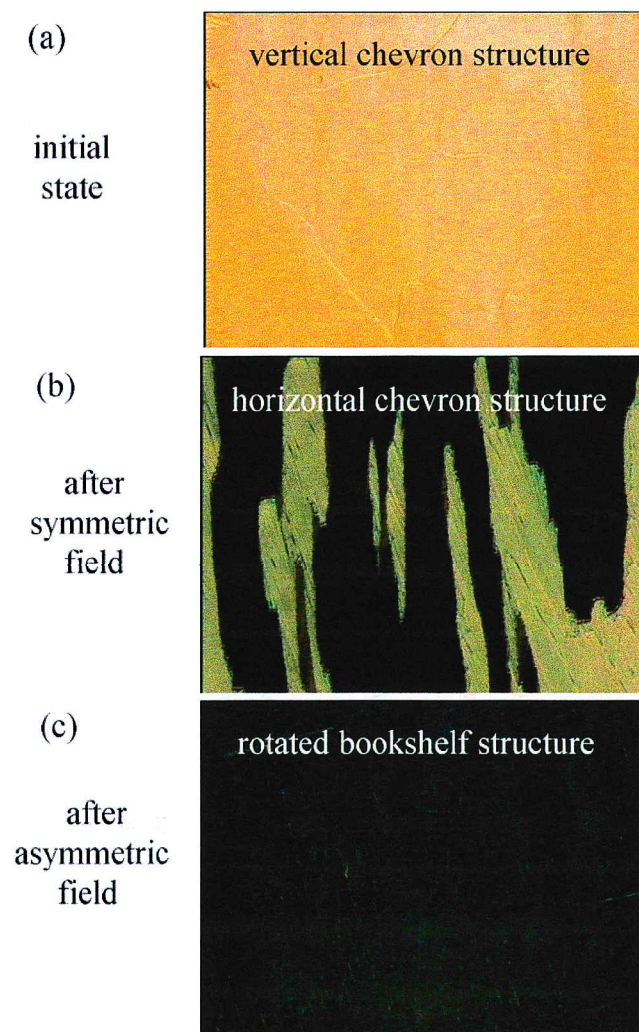 (a)
vertical chevron structure
initial
state
(b)
horizontal chevron structure
after
symmetric
field
(c)
rotated bookshelf structure
after
asymmetric
field